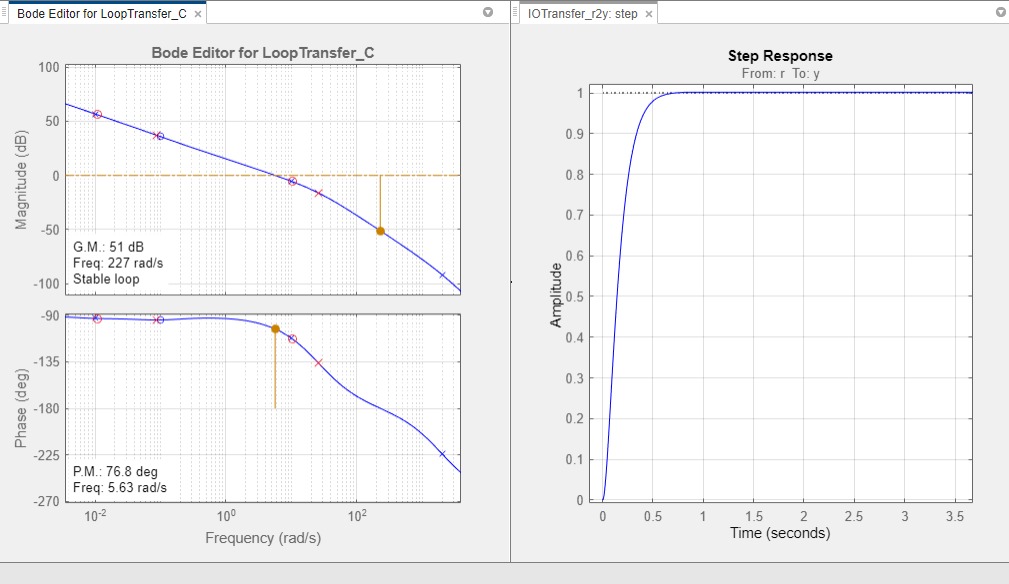 Bode Editor for LoopTransfer_C ×
IOTransfer_r2y: step ×
Bode Editor for LoopTransfer_C
Magnitude (dB)
100
50
0
-50
-100
G.M.: 51 dB
Freq: 227 rad/s
Stable loop
Phase (deg)
-90
-135
-180
-225
-270
P.M.: 76.8 deg
Freq: 5.63 rad/s
10-2
100
102
Frequency (rad/s)
Step Response
From: r To: y
Amplitude
1
0.9
0.8
0.7
0.6
0.5
0.4
0.3
0.2
0.1
0
0 0.5 1 1.5 2 2.5 3 3.5
Time (seconds)